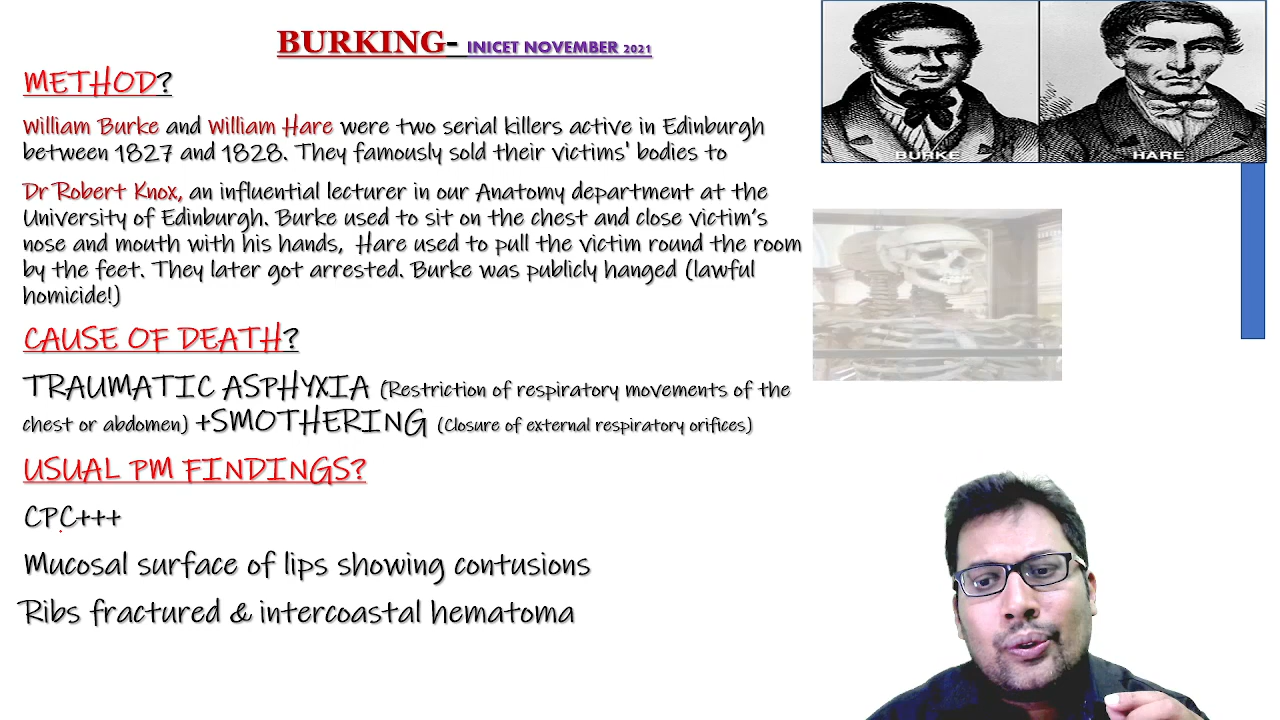 BURKING- INICET NOVEMBER 2021
METHOD?
William Burke and William Hare were two serial killers active in Edinburgh
between 1827 and 1828. They famously sold their victims' bodies to
Dr Robert Knox, an influential lecturer in our Anatomy department at the
University of Edinburgh. Burke used to sit on the chest and close victim's
nose and mouth with his hands, Hare used to pull the victim round the room
by the feet. They later got arrested. Burke was publicly hanged (lawful
homicide!)
CAUSE OF DEATH?
TRAUMATIC ASPHYXIA (Restriction of respiratory movements of the
chest or abdomen) +SMOTHERING (Closure of external respiratory orifices)
USUAL PM FINDINGS?
CPC+++
Mucosal surface of lips showing contusions
Ribs fractured & intercoastal hematoma
BURKE
HARE